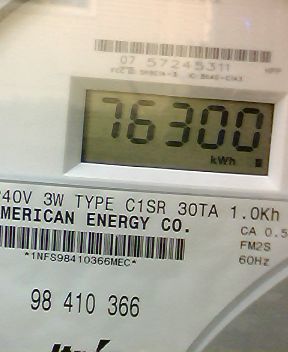 07 57245311
76300
kWh
240V 3W TYPE C1SR 30TA 1.0Kh
AMERICAN ENERGY CO.
CA 0.5
FM2S
60Hz
*1NFS98410366MEC*
98 410 366